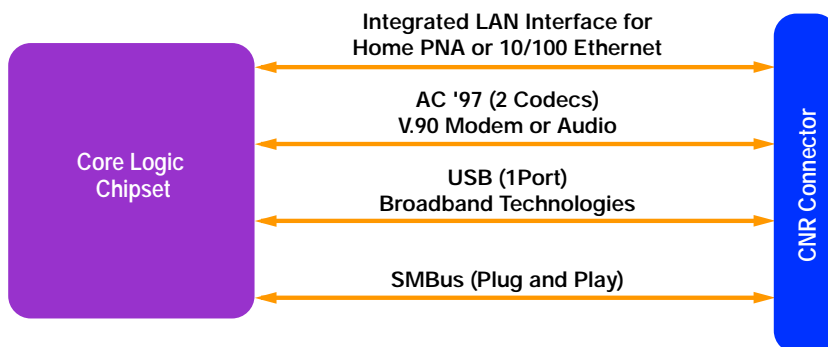 Integrated LAN Interface for
Home PNA or 10/100 Ethernet
AC '97 (2 Codecs)
V.90 Modem or Audio
Core Logic
Chipset
USB (1Port)
Broadband Technologies
SMBus (Plug and Play)
CNR Connector